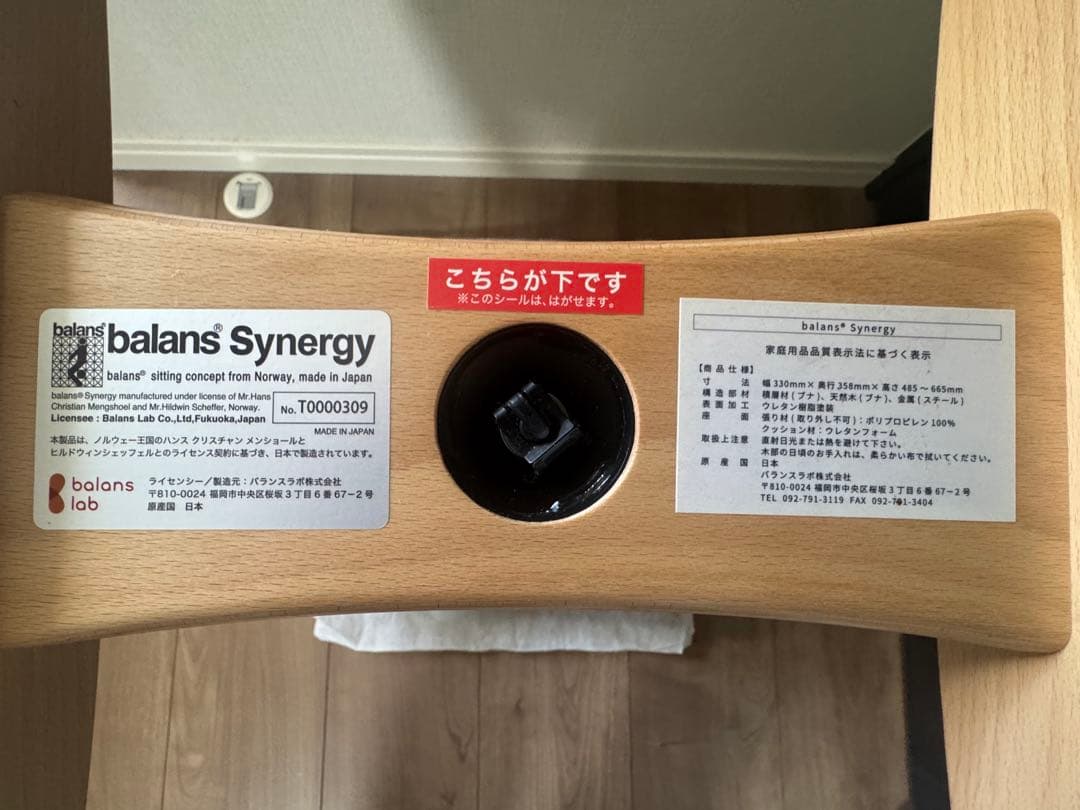 こちらが下です
※このシールは、はがせます。
balans®
balans® Synergy
balans® sitting concept from Norway, made in Japan
balans® Synergy manufactured under license of Mr.Hans
Christian Mengshoel and Mr.Hildwin Scheffer, Norway.
Licensee : Balans Lab Co.,Ltd,Fukuoka,Japan
No. T0000309
MADE IN JAPAN
本製品は、ノルウェー王国のハンス クリスチャン メンショールと
ヒルドウィンシェッフェルとのライセンス契約に基づき、日本で製造されています。
balans
lab
ライセンシー/製造元:バランスラボ株式会社
〒810-0024 福岡市中央区桜坂3丁目6番67−2号
原産国 日本
balans® Synergy
家庭用品品質表示法に基づく表示
【商品仕様】
寸法 幅330mm×奥行358mm×高さ485〜665mm
構造部材 積層材(ブナ)、天然木(ブナ)、金属(スチール)
表面加工 ウレタン樹脂塗装
座面 張り材(取り外し不可):ポリプロピレン100%
クッション材:ウレタンフォーム
取扱上注意 直射日光または熱を避けて下さい。
木部の日頃のお手入れは、柔らかい布で拭いてください。
原産国 日本
バランスラボ株式会社
〒810-0024 福岡市中央区桜坂3丁目6番67−2号
TEL 092-791-3119 FAX 092-791-3404